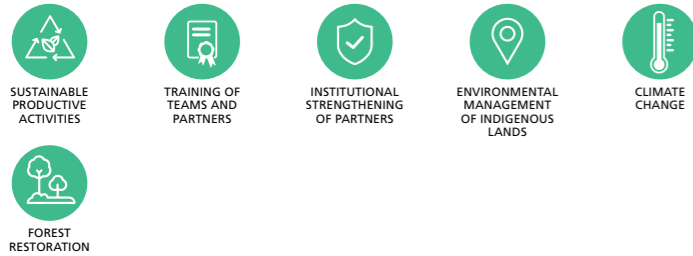 SUSTAINABLE
PRODUCTIVE
ACTIVITIES
TRAINING OF
TEAMS AND
PARTNERS
INSTITUTIONAL
STRENGTHENING
OF PARTNERS
ENVIRONMENTAL
MANAGEMENT
OF INDIGENOUS
LANDS
CLIMATE
CHANGE
FOREST
RESTORATION